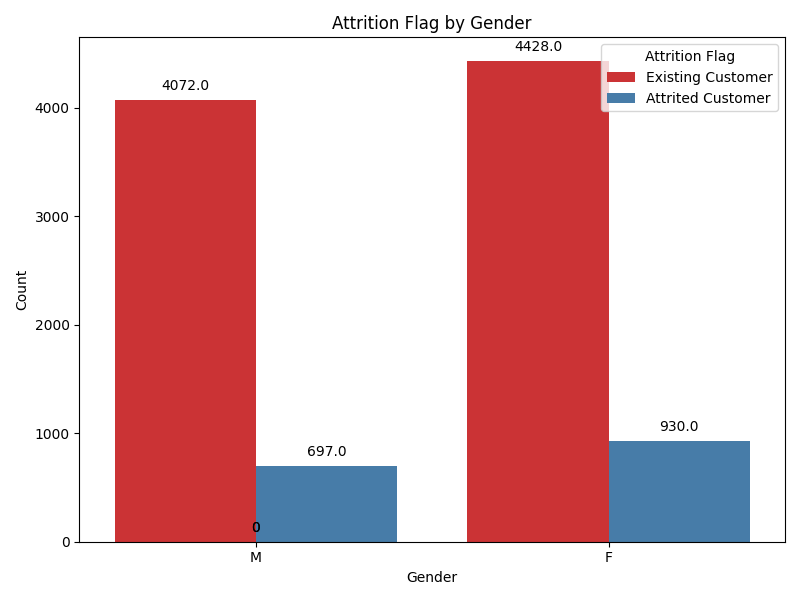 Attrition Flag by Gender
4428.0
Attrition Flag
Existing Customer
Attrited Customer
4072.0
4000
3000
Count
2000
1000
930.0
697.0
0
0
M
F
Gender